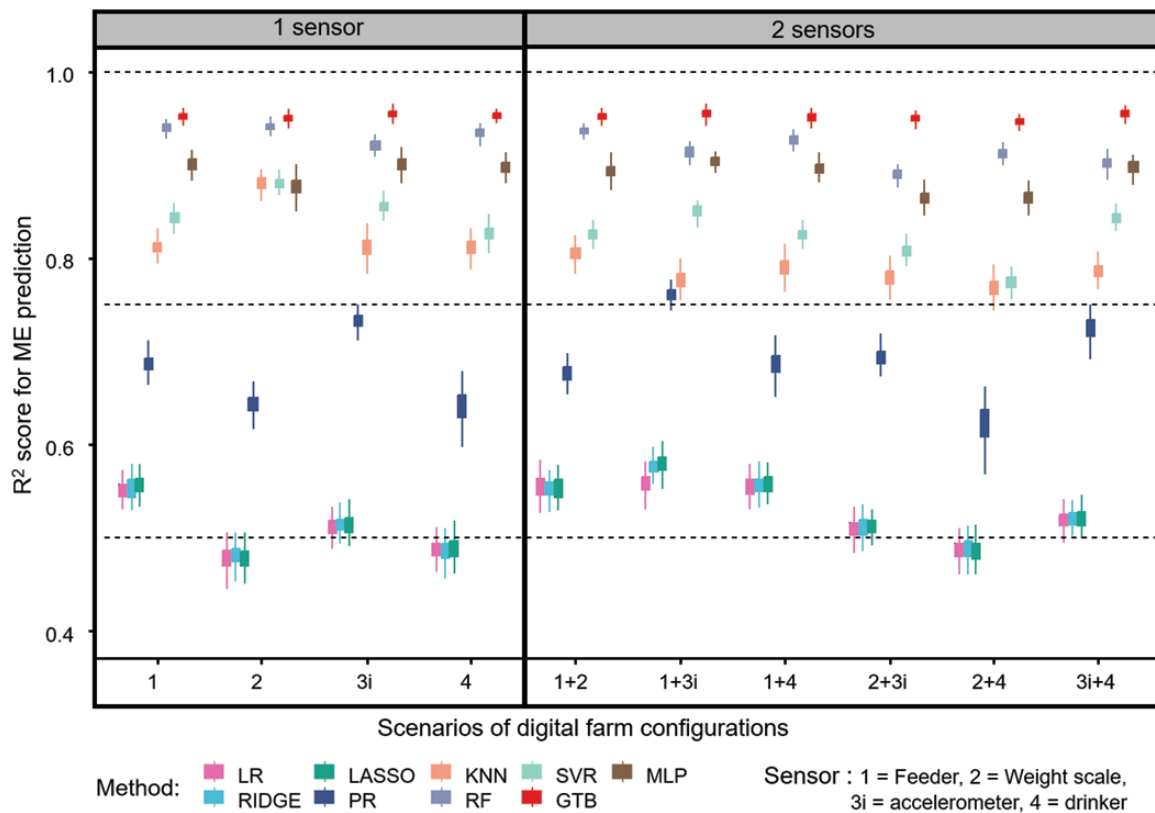 1 sensor
2 sensors
R² score for ME prediction
1.0
0.8
0.6
0.4
1
2
3i
4
1+2
1+3i
1+4
2+3i
2+4
3i+4
Scenarios of digital farm configurations
Method:
LR
LASSO
KNN
SVR
MLP
RIDGE
PR
RF
GTB
Sensor : 1 = Feeder, 2 = Weight scale,
3i = accelerometer, 4 = drinker